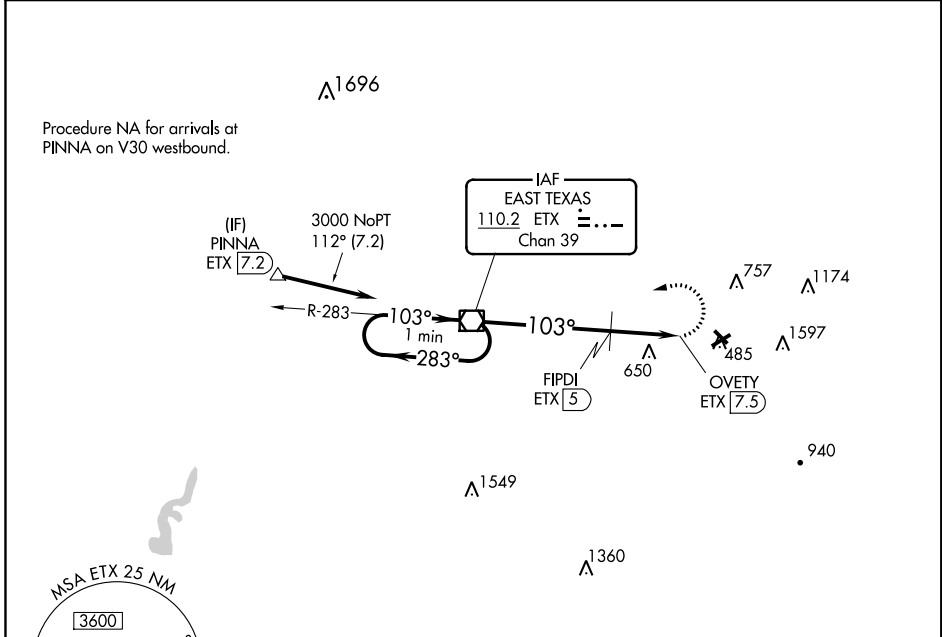 1696
Procedure NA for arrivals at
PINNA on V30 westbound.
IAF
EAST TEXAS
110.2 ETX
Chan 39
(IF)
PINNA
ETX 7.2
3000 NoPT
112° (7.2)
R-283
103°
1 min
283°
103°
757
1174
1597
485
650
FIPDI
ETX 5
OVETY
ETX 7.5
940
1549
1360
MSA ETX 25 NM
3600